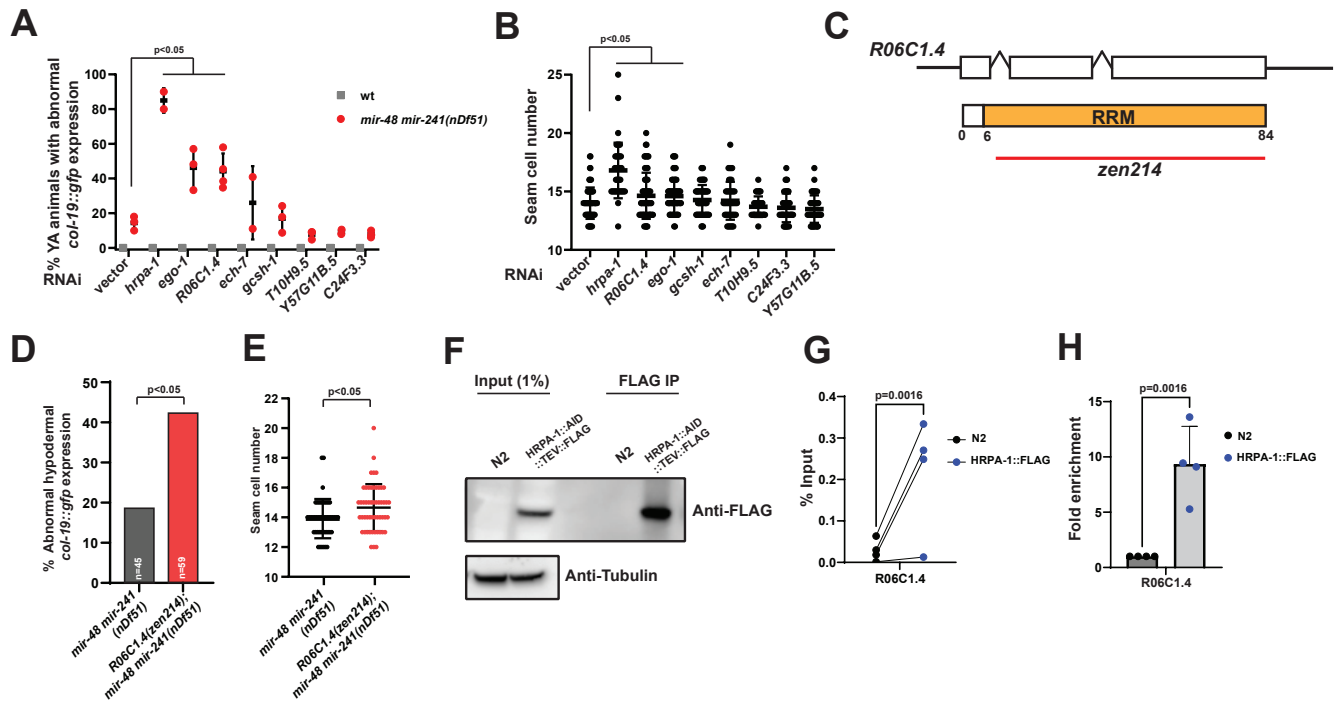 A
p<0.05
% YA animals with abnormal
col-19::gfp expression
100
80
60
40
20
0
wt
mir-48 mir-241(nDf51)
RNAi
vector
hrpa-1
ego-1
R06C1.4
ech-7
gcsh-1
T10H9.5
Y57G11B.5
C24F3.3
B
p<0.05
Seam cell number
25
20
15
10
RNAi
vector
hrpa-1
R06C1.4
ego-1
gcsh-1
ech-7
T10H9.5
C24F3.3
Y57G11B.5
C
R06C1.4
RRM
0
6
84
zen214
D
p<0.05
% Abnormal hypodermal
col-19::gfp expression
50
40
30
20
10
0
n=45
n=59
mir-48 mir-241
(nDf51)
R06C1.4(zen214);
mir-48 mir-241(nDf51)
E
p<0.05
Seam cell number
22
20
18
16
14
12
mir-48 mir-241
(nDf51)
R06C1.4(zen214);
mir-48 mir-241(nDf51)
F
Input (1%)
FLAG IP
N2
HRPA-1::AID
::TEV::FLAG
N2
HRPA-1::AID
::TEV::FLAG
Anti-FLAG
Anti-Tubulin
G
p=0.0016
% Input
0.4
0.3
0.2
0.1
0.0
R06C1.4
N2
HRPA-1::FLAG
H
p=0.0016
Fold enrichment
15
10
5
0
R06C1.4
N2
HRPA-1::FLAG